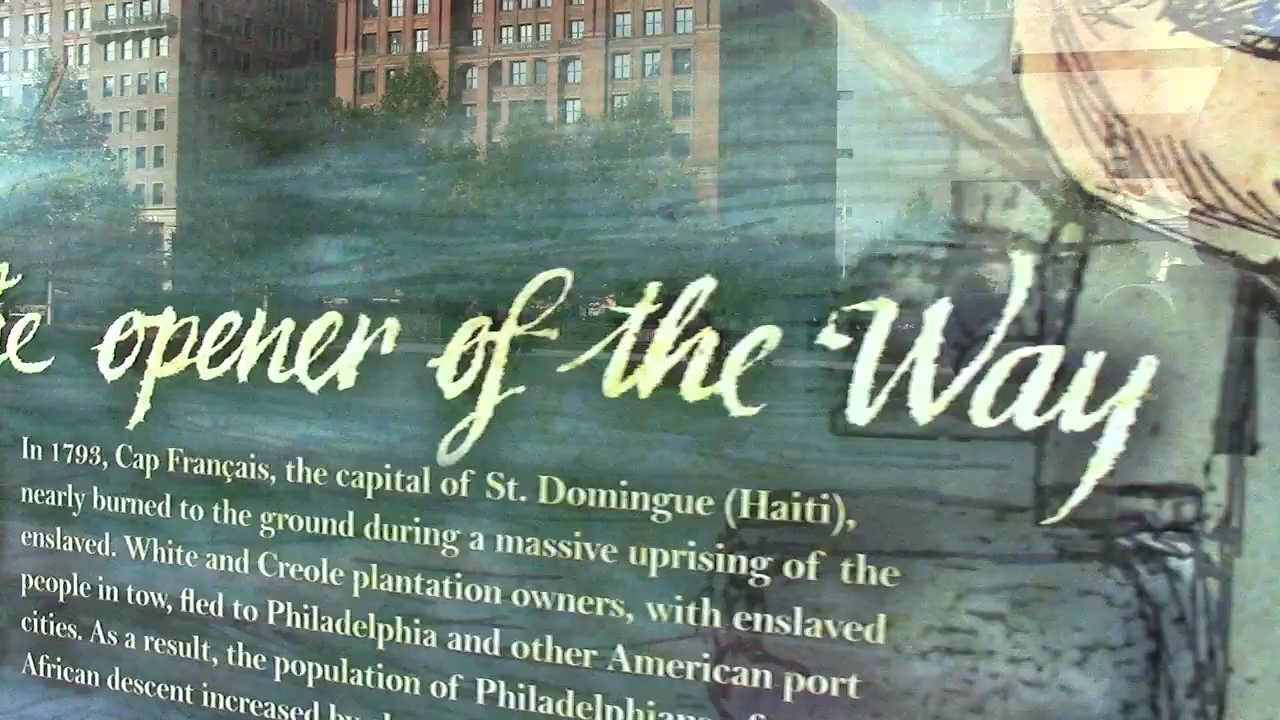 opener of the Way
In 1793, Cap Français, the capital of St. Domingue (Haiti),
nearly burned to the ground during a massive uprising of the
enslaved. White and Creole plantation owners, with enslaved
people in tow, fled to Philadelphia and other American port
cities. As a result, the population of Philadelphians of
African descent increased by